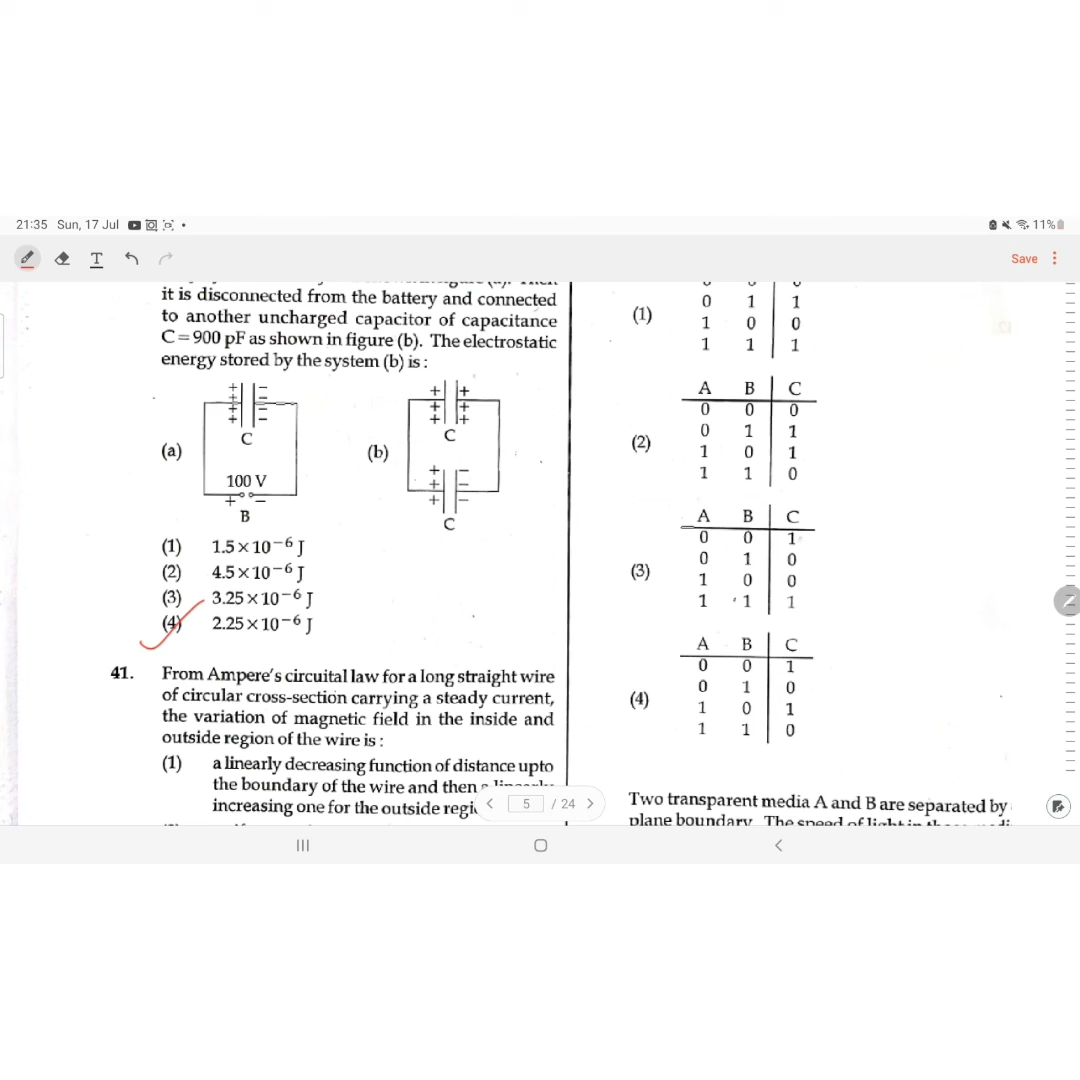 21:35 Sun, 17 Jul
11%
T
Save
it is disconnected from the battery and connected
to another uncharged capacitor of capacitance
C=900 pF as shown in figure (b). The electrostatic
energy stored by the system (b) is :
(a)
C
100 V
+ −
B
(b)
C
C
(1) 1.5×10−6 J
(2) 4.5×10−6 J
(3) 3.25×10−6 J
(4) 2.25×10−6 J
41. From Ampere's circuital law for a long straight wire
of circular cross-section carrying a steady current,
the variation of magnetic field in the inside and
outside region of the wire is :
(1) a linearly decreasing function of distance upto
the boundary of the wire and then
increasing one for the outside
5 / 24
(1)
0 1 1
1 0 0
1 1 1
(2)
A B C
0 0 0
0 1 1
1 0 1
1 1 0
(3)
A B C
0 0 1
0 1 0
1 0 0
1 1 1
(4)
A B C
0 0 1
0 1 0
1 0 1
1 1 0
Two transparent media A and B are separated by
plane boundary. The speed of light in